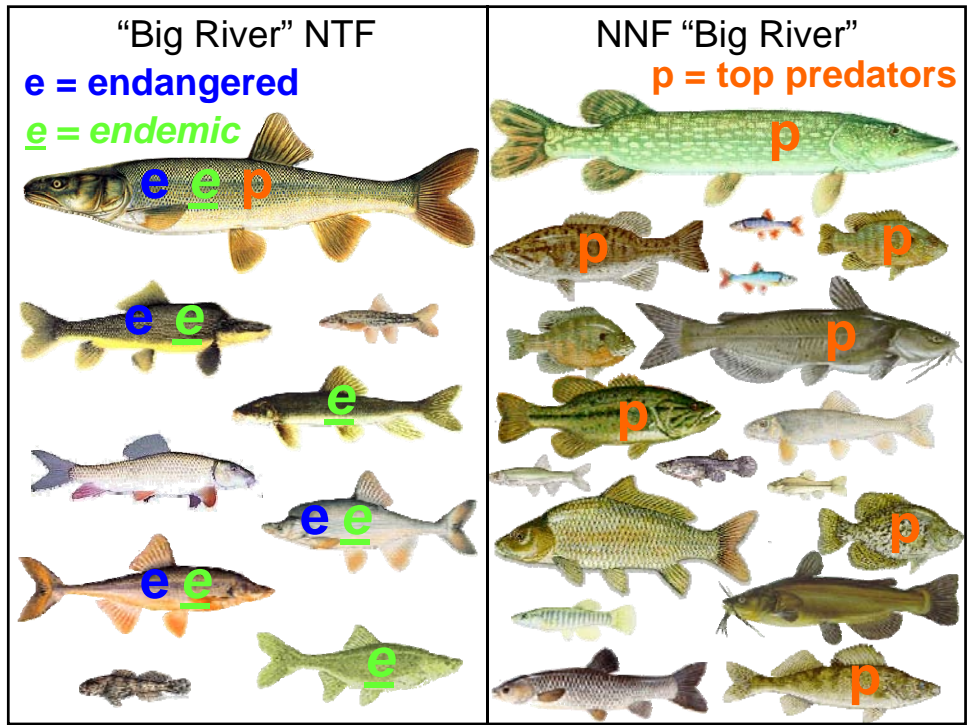 “Big River” NTF
e = endangered
e = endemic
e e p
e e
e
e e
e e
e
NNF “Big River”
p = top predators
p
p
p
p
p
p
p